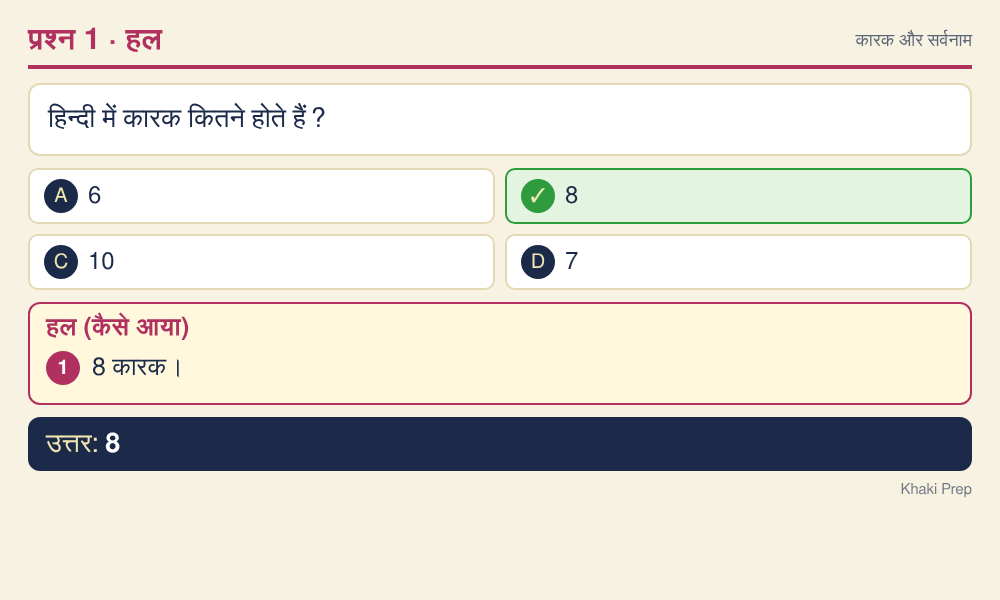 प्रश्न 1 · हल
कारक और सर्वनाम
हिन्दी में कारक कितने होते हैं ?
A 6
✓ 8
C 10
D 7
हल (कैसे आया)
1 8 कारक।
उत्तर: 8
Khaki Prep